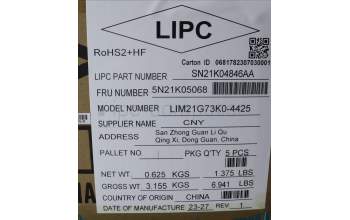 LIPC
RoHS2+HF
Carton ID 0681782307030001
LIPC PART NUMBER SN21K04846AA
FRU NUMBER 5N21K05068
MODEL NUMBER LIM21G73K0-4425
SUPPLIER NAME CNY
ADDRESS San Zhong Guan Li Qu
Qing Xi, Dong Guan, China
PALLET NO PKG Q'TY 5 PCS
NET WT. 0.625 KGS 1.375 LBS
GROSS WT. 3.155 KGS 6.941 LBS
COUNTRY OF ORIGIN CHINA
DATE OF MANUFACTURE 23-27 REV 1